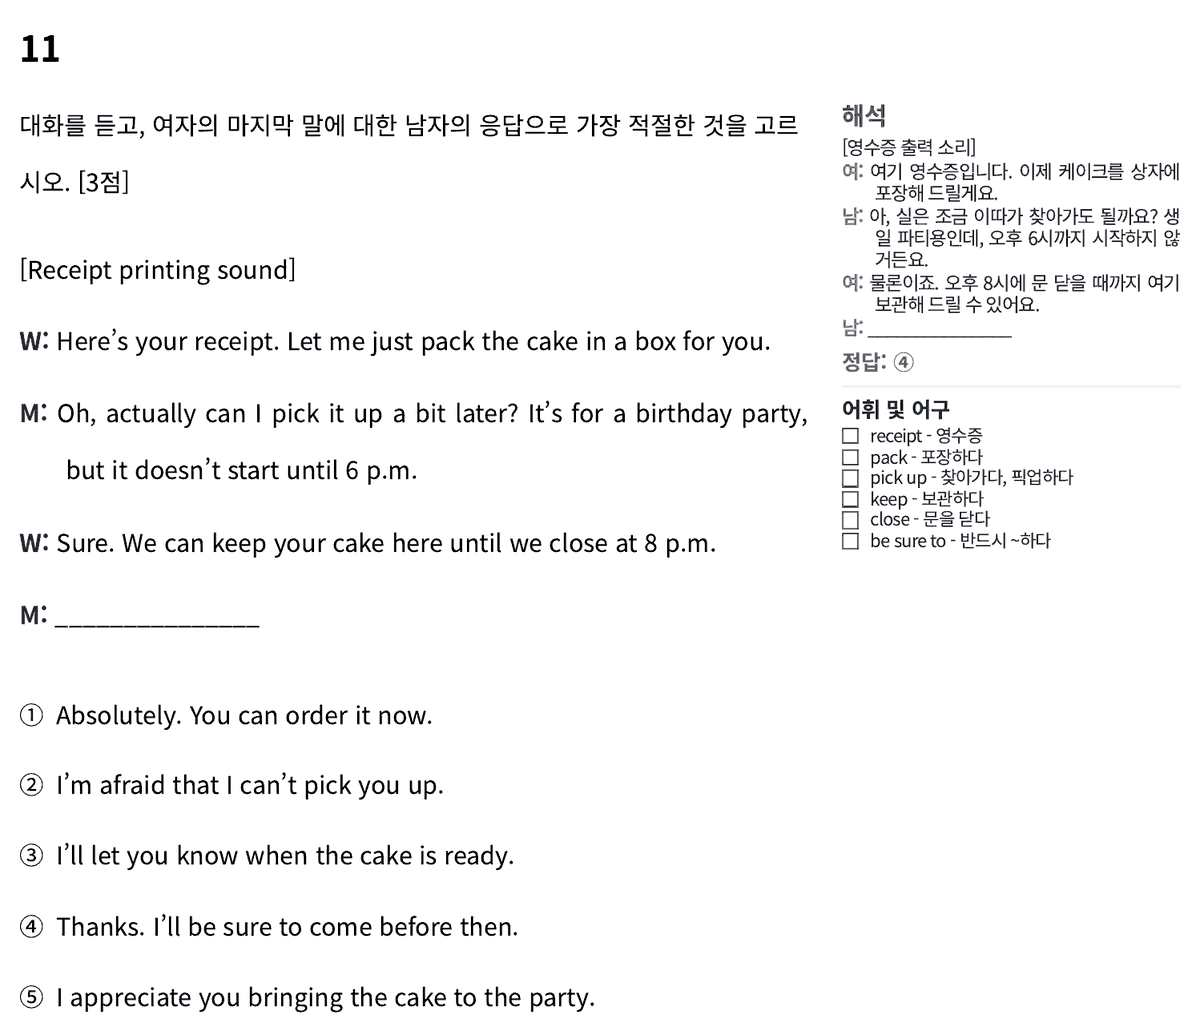 11
대화를 듣고, 여자의 마지막 말에 대한 남자의 응답으로 가장 적절한 것을 고르
시오. [3점]
[Receipt printing sound]
W: Here’s your receipt. Let me just pack the cake in a box for you.
M: Oh, actually can I pick it up a bit later? It’s for a birthday party,
but it doesn’t start until 6 p.m.
W: Sure. We can keep your cake here until we close at 8 p.m.
M: _______________
① Absolutely. You can order it now.
② I’m afraid that I can’t pick you up.
③ I’ll let you know when the cake is ready.
④ Thanks. I’ll be sure to come before then.
⑤ I appreciate you bringing the cake to the party.
해석
[영수증 출력 소리]
여: 여기 영수증입니다. 이제 케이크를 상자에
포장해 드릴게요.
남: 아, 실은 조금 이따가 찾아가도 될까요? 생
일 파티용인데, 오후 6시까지 시작하지 않
거든요.
여: 물론이죠. 오후 8시에 문 닫을 때까지 여기
보관해 드릴 수 있어요.
남: _______________
정답: ④
어휘 및 어구
□ receipt - 영수증
□ pack - 포장하다
□ pick up - 찾아가다, 픽업하다
□ keep - 보관하다
□ close - 문을 닫다
□ be sure to - 반드시 ~하다